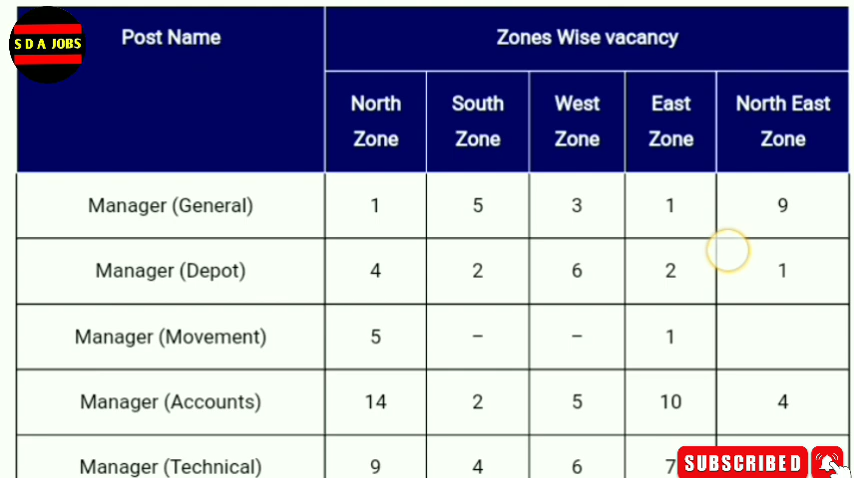 SDA JOBS
Post Name
Zones Wise vacancy
North Zone South Zone West Zone East Zone North East Zone
Manager (General) 1 5 3 1 9
Manager (Depot) 4 2 6 2 1
Manager (Movement) 5 – – 1
Manager (Accounts) 14 2 5 10 4
Manager (Technical) 9 4 6 7
SUBSCRIBED